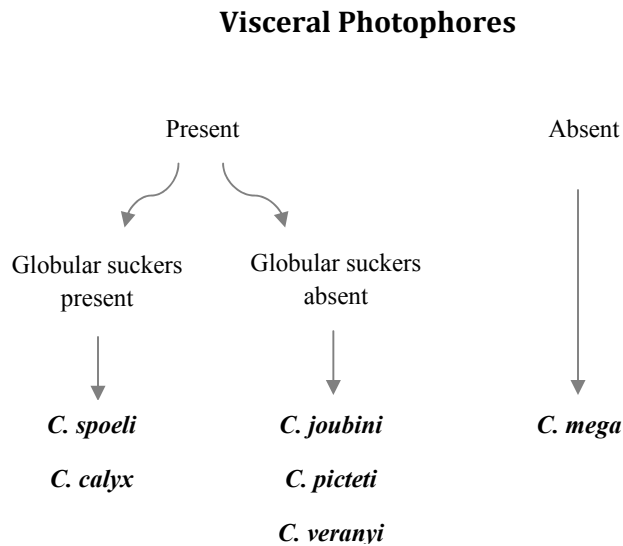 Visceral Photophores
Present
Absent
Globular suckers
present
Globular suckers
absent
C. spoeli
C. calyx
C. joubini
C. picteti
C. veranyi
C. mega